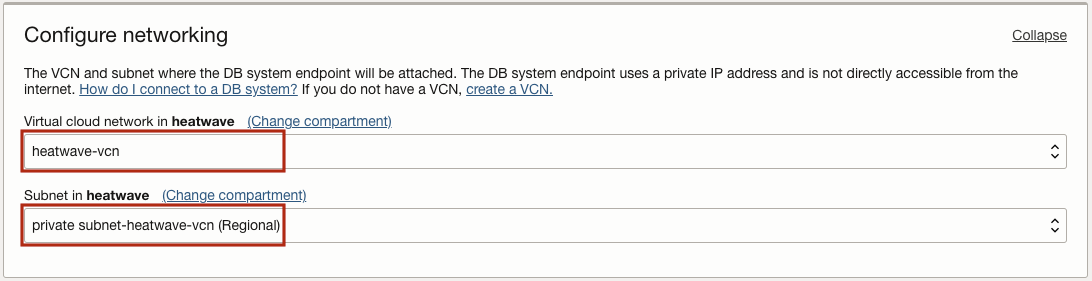 Configure networking
Collapse
The VCN and subnet where the DB system endpoint will be attached. The DB system endpoint uses a private IP address and is not directly accessible from the
internet. How do I connect to a DB system? If you do not have a VCN, create a VCN.
Virtual cloud network in heatwave (Change compartment)
heatwave-vcn
Subnet in heatwave (Change compartment)
private subnet-heatwave-vcn (Regional)